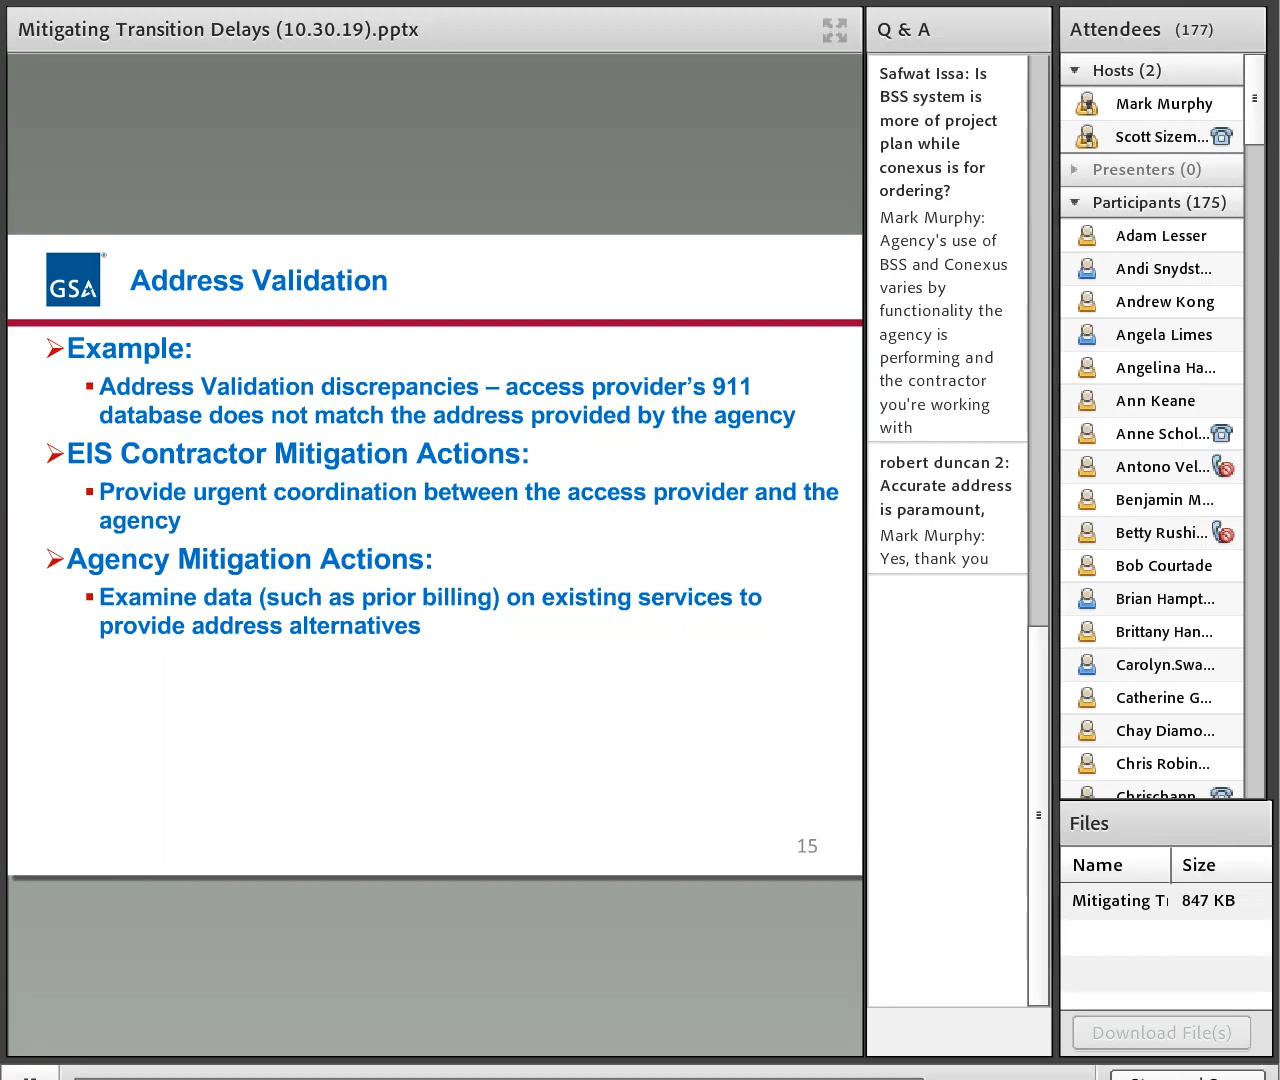 Mitigating Transition Delays (10.30.19).pptx
GSA
Address Validation
Example:
Address Validation discrepancies – access provider's 911
database does not match the address provided by the agency
EIS Contractor Mitigation Actions:
Provide urgent coordination between the access provider and the
agency
Agency Mitigation Actions:
Examine data (such as prior billing) on existing services to
provide address alternatives
15
Q & A
Safwat Issa: Is
BSS system is
more of project
plan while
conexus is for
ordering?
Mark Murphy:
Agency's use of
BSS and Conexus
varies by
functionality the
agency is
performing and
the contractor
you're working
with
robert duncan 2:
Accurate address
is paramount,
Mark Murphy:
Yes, thank you
Attendees (177)
Hosts (2)
Mark Murphy
Scott Sizem...
Presenters (0)
Participants (175)
Adam Lesser
Andi Snydst...
Andrew Kong
Angela Limes
Angelina Ha...
Ann Keane
Anne Schol...
Antono Vel...
Benjamin M...
Betty Rushi...
Bob Courtade
Brian Hampt...
Brittany Han...
Carolyn.Swa...
Catherine G...
Chay Diamo...
Chris Robin...
Chrischann...
Files
Name Size
Mitigating 847 KB
Download File(s)